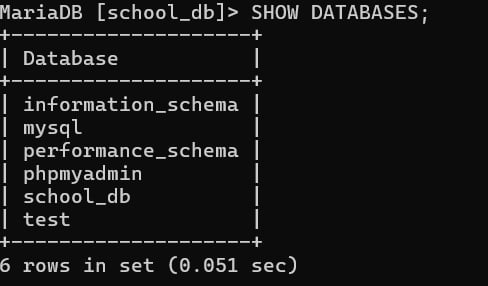 MariaDB [school_db]> SHOW DATABASES;
+--------------------+
| Database           |
+--------------------+
| information_schema |
| mysql              |
| performance_schema |
| phpmyadmin         |
| school_db          |
| test               |
+--------------------+
6 rows in set (0.051 sec)